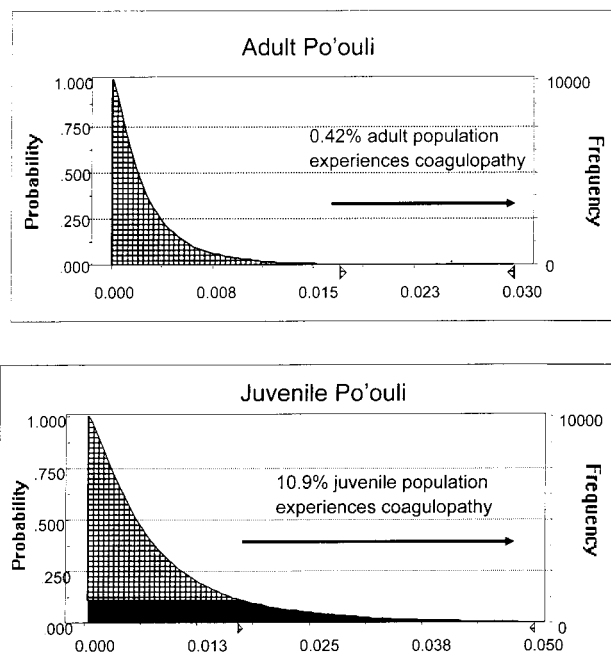 Adult Po'ouli
1.000
.750
.500
.250
.000
Probability
10000
0
Frequency
0.42% adult population
experiences coagulopathy
0.000 0.008 0.015 0.023 0.030
Juvenile Po'ouli
1.000
.750
.500
.250
.000
Probability
10000
0
Frequency
10.9% juvenile population
experiences coagulopathy
0.000 0.013 0.025 0.038 0.050